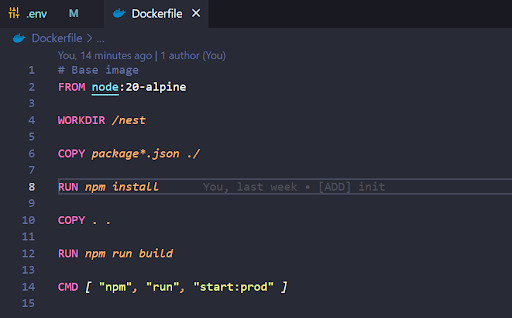 .env M Dockerfile
Dockerfile > ...
You, 14 minutes ago | 1 author (You)
1 # Base image
2 FROM node:20-alpine
3
4 WORKDIR /nest
5
6 COPY package*.json ./
7
8 RUN npm install You, last week • [ADD] init
9
10 COPY . .
11
12 RUN npm run build
13
14 CMD [ "npm", "run", "start:prod" ]
15